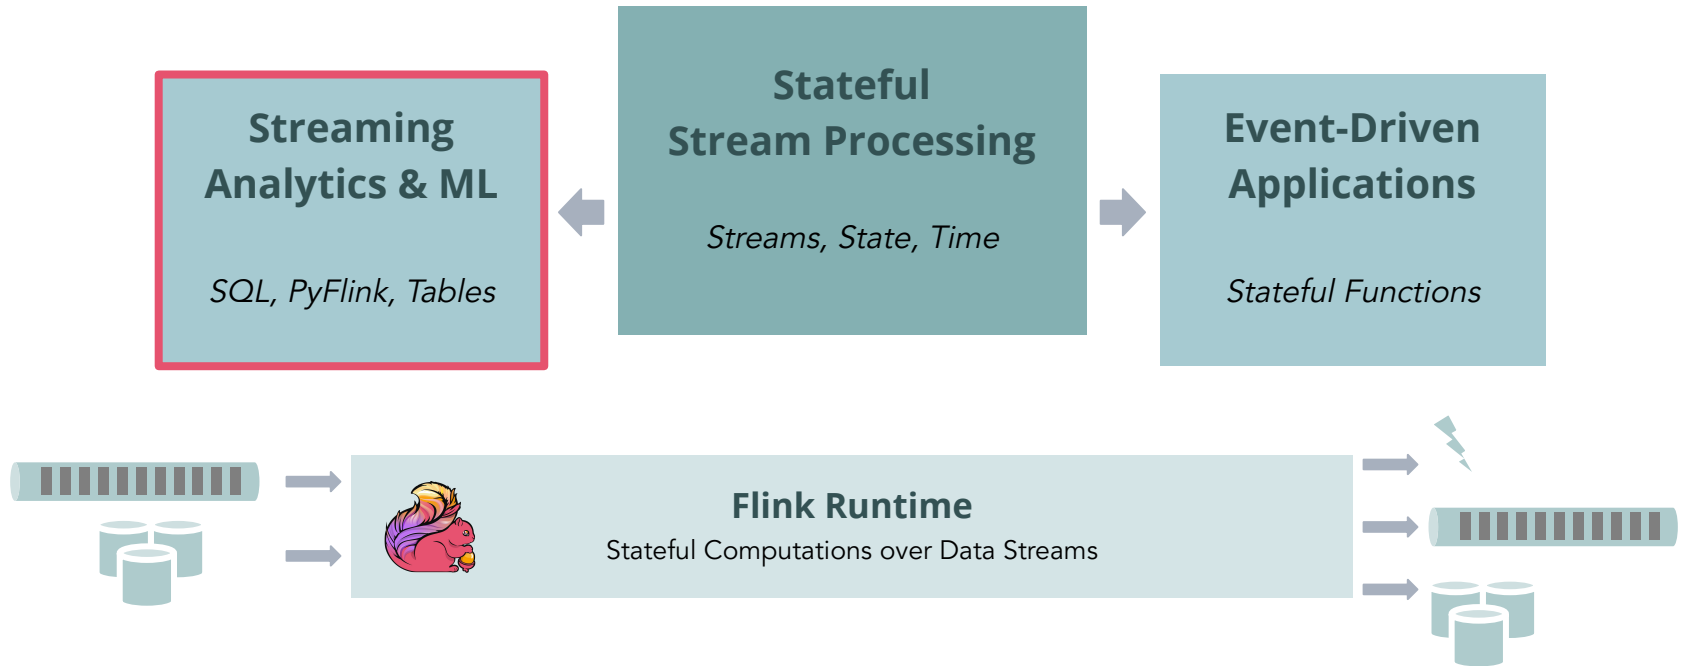 Streaming
Analytics & ML
SQL, PyFlink, Tables
Stateful
Stream Processing
Streams, State, Time
Event-Driven
Applications
Stateful Functions
Flink Runtime
Stateful Computations over Data Streams